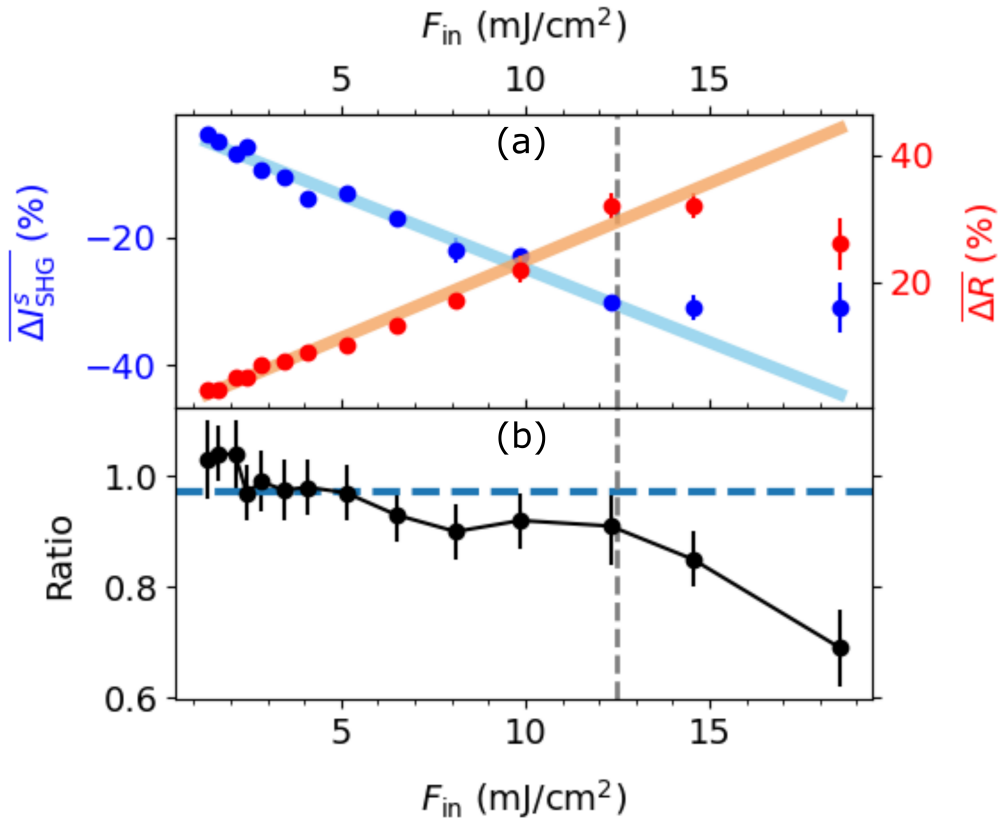 F_in (mJ/cm²)
5 10 15
(a)
−20
−40
ΔI^s_SHG (%)
40
20
ΔR (%)
(b)
1.0
0.8
0.6
Ratio
5 10 15
F_in (mJ/cm²)